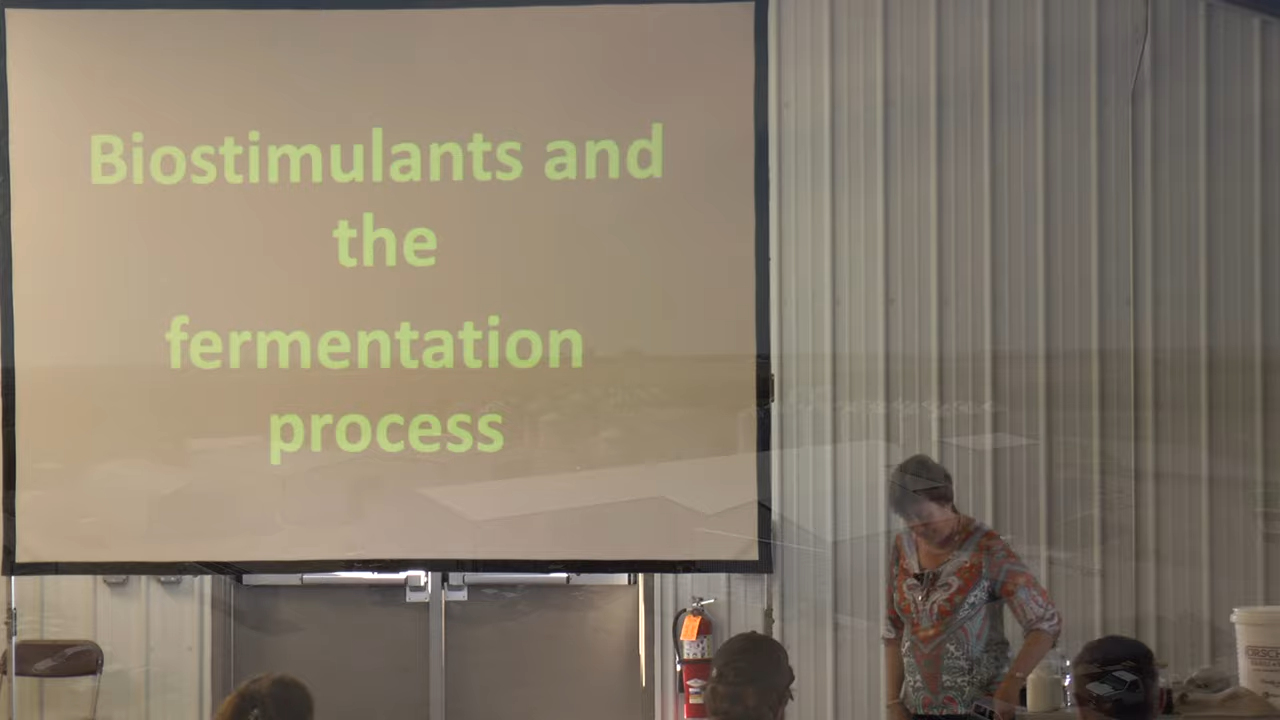 Biostimulants and
the
fermentation
process